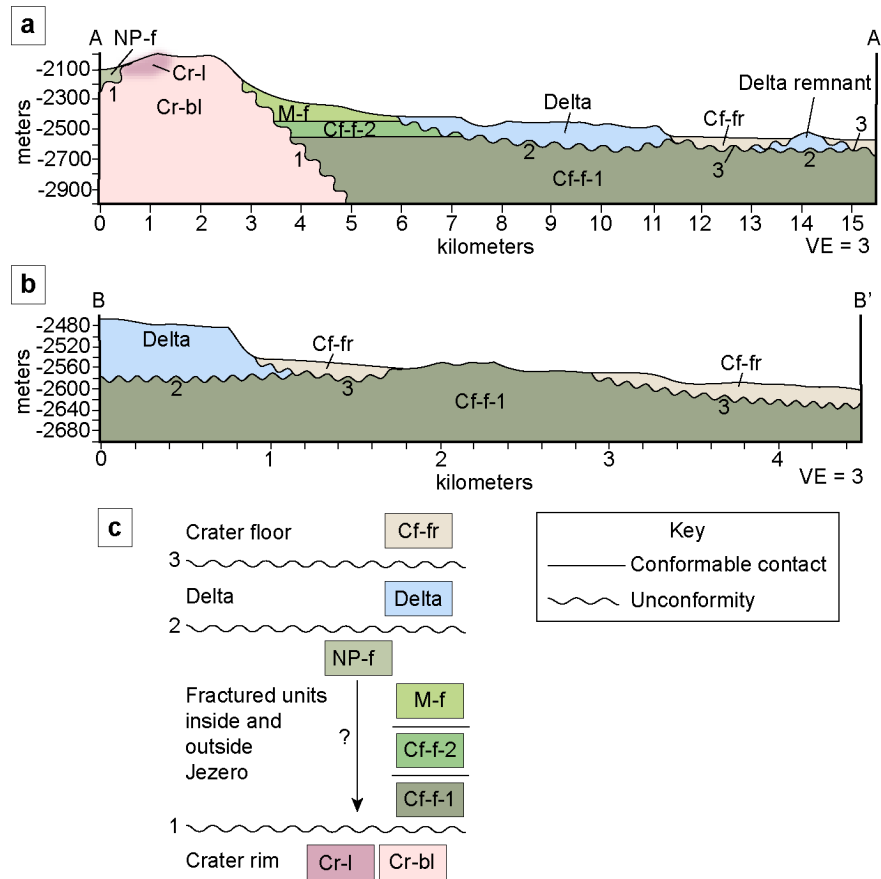 a
A
NP-f
A
-2100
-2300
-2500
-2700
-2900
meters
Cr-l
Cr-bl
1
M-f
Cf-f-2
1
Delta
Delta remnant
Cf-fr
3
2
3
2
3
Cf-f-1
0 1 2 3 4 5 6 7 8 9 10 11 12 13 14 15
kilometers
VE = 3
b
B
B'
-2480
-2520
-2560
-2600
-2640
-2680
meters
Delta
Cf-fr
2
3
Cf-f-1
Cf-fr
3
0 1 2 3 4
kilometers
VE = 3
c
Crater floor Cf-fr
3
Delta Delta
2
NP-f
Fractured units
inside and
outside
Jezero
?
M-f
Cf-f-2
Cf-f-1
1
Crater rim Cr-l Cr-bl
Key
Conformable contact
Unconformity